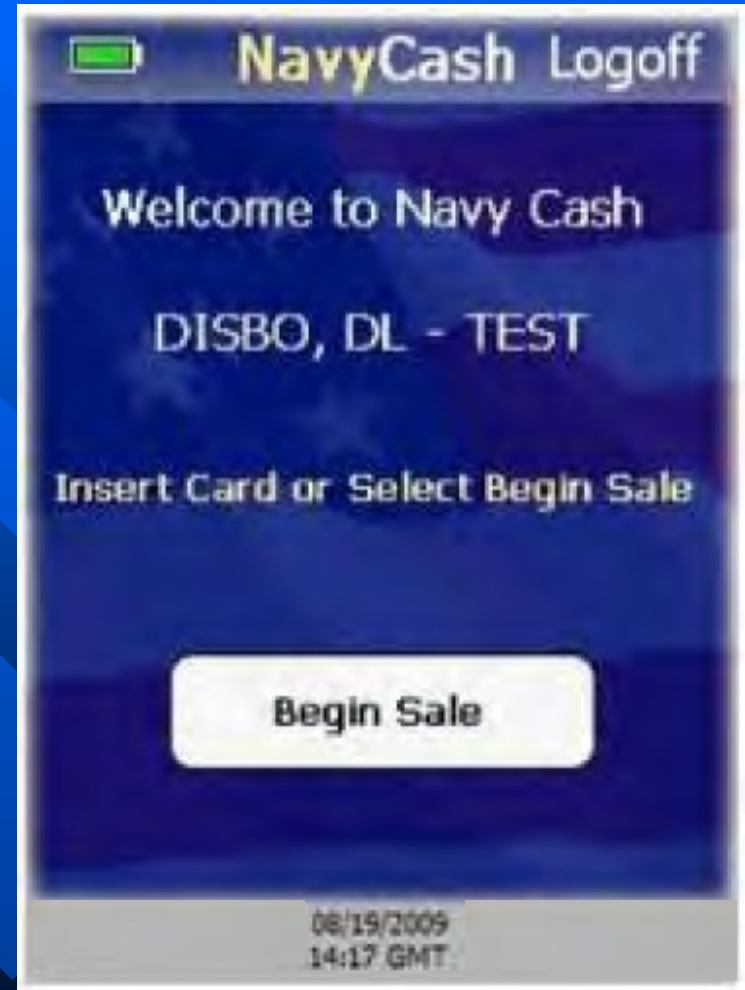 NavyCash Logoff
Welcome to Navy Cash
DISBO, DL - TEST
Insert Card or Select Begin Sale
Begin Sale
08/19/2009
14:17 GMT